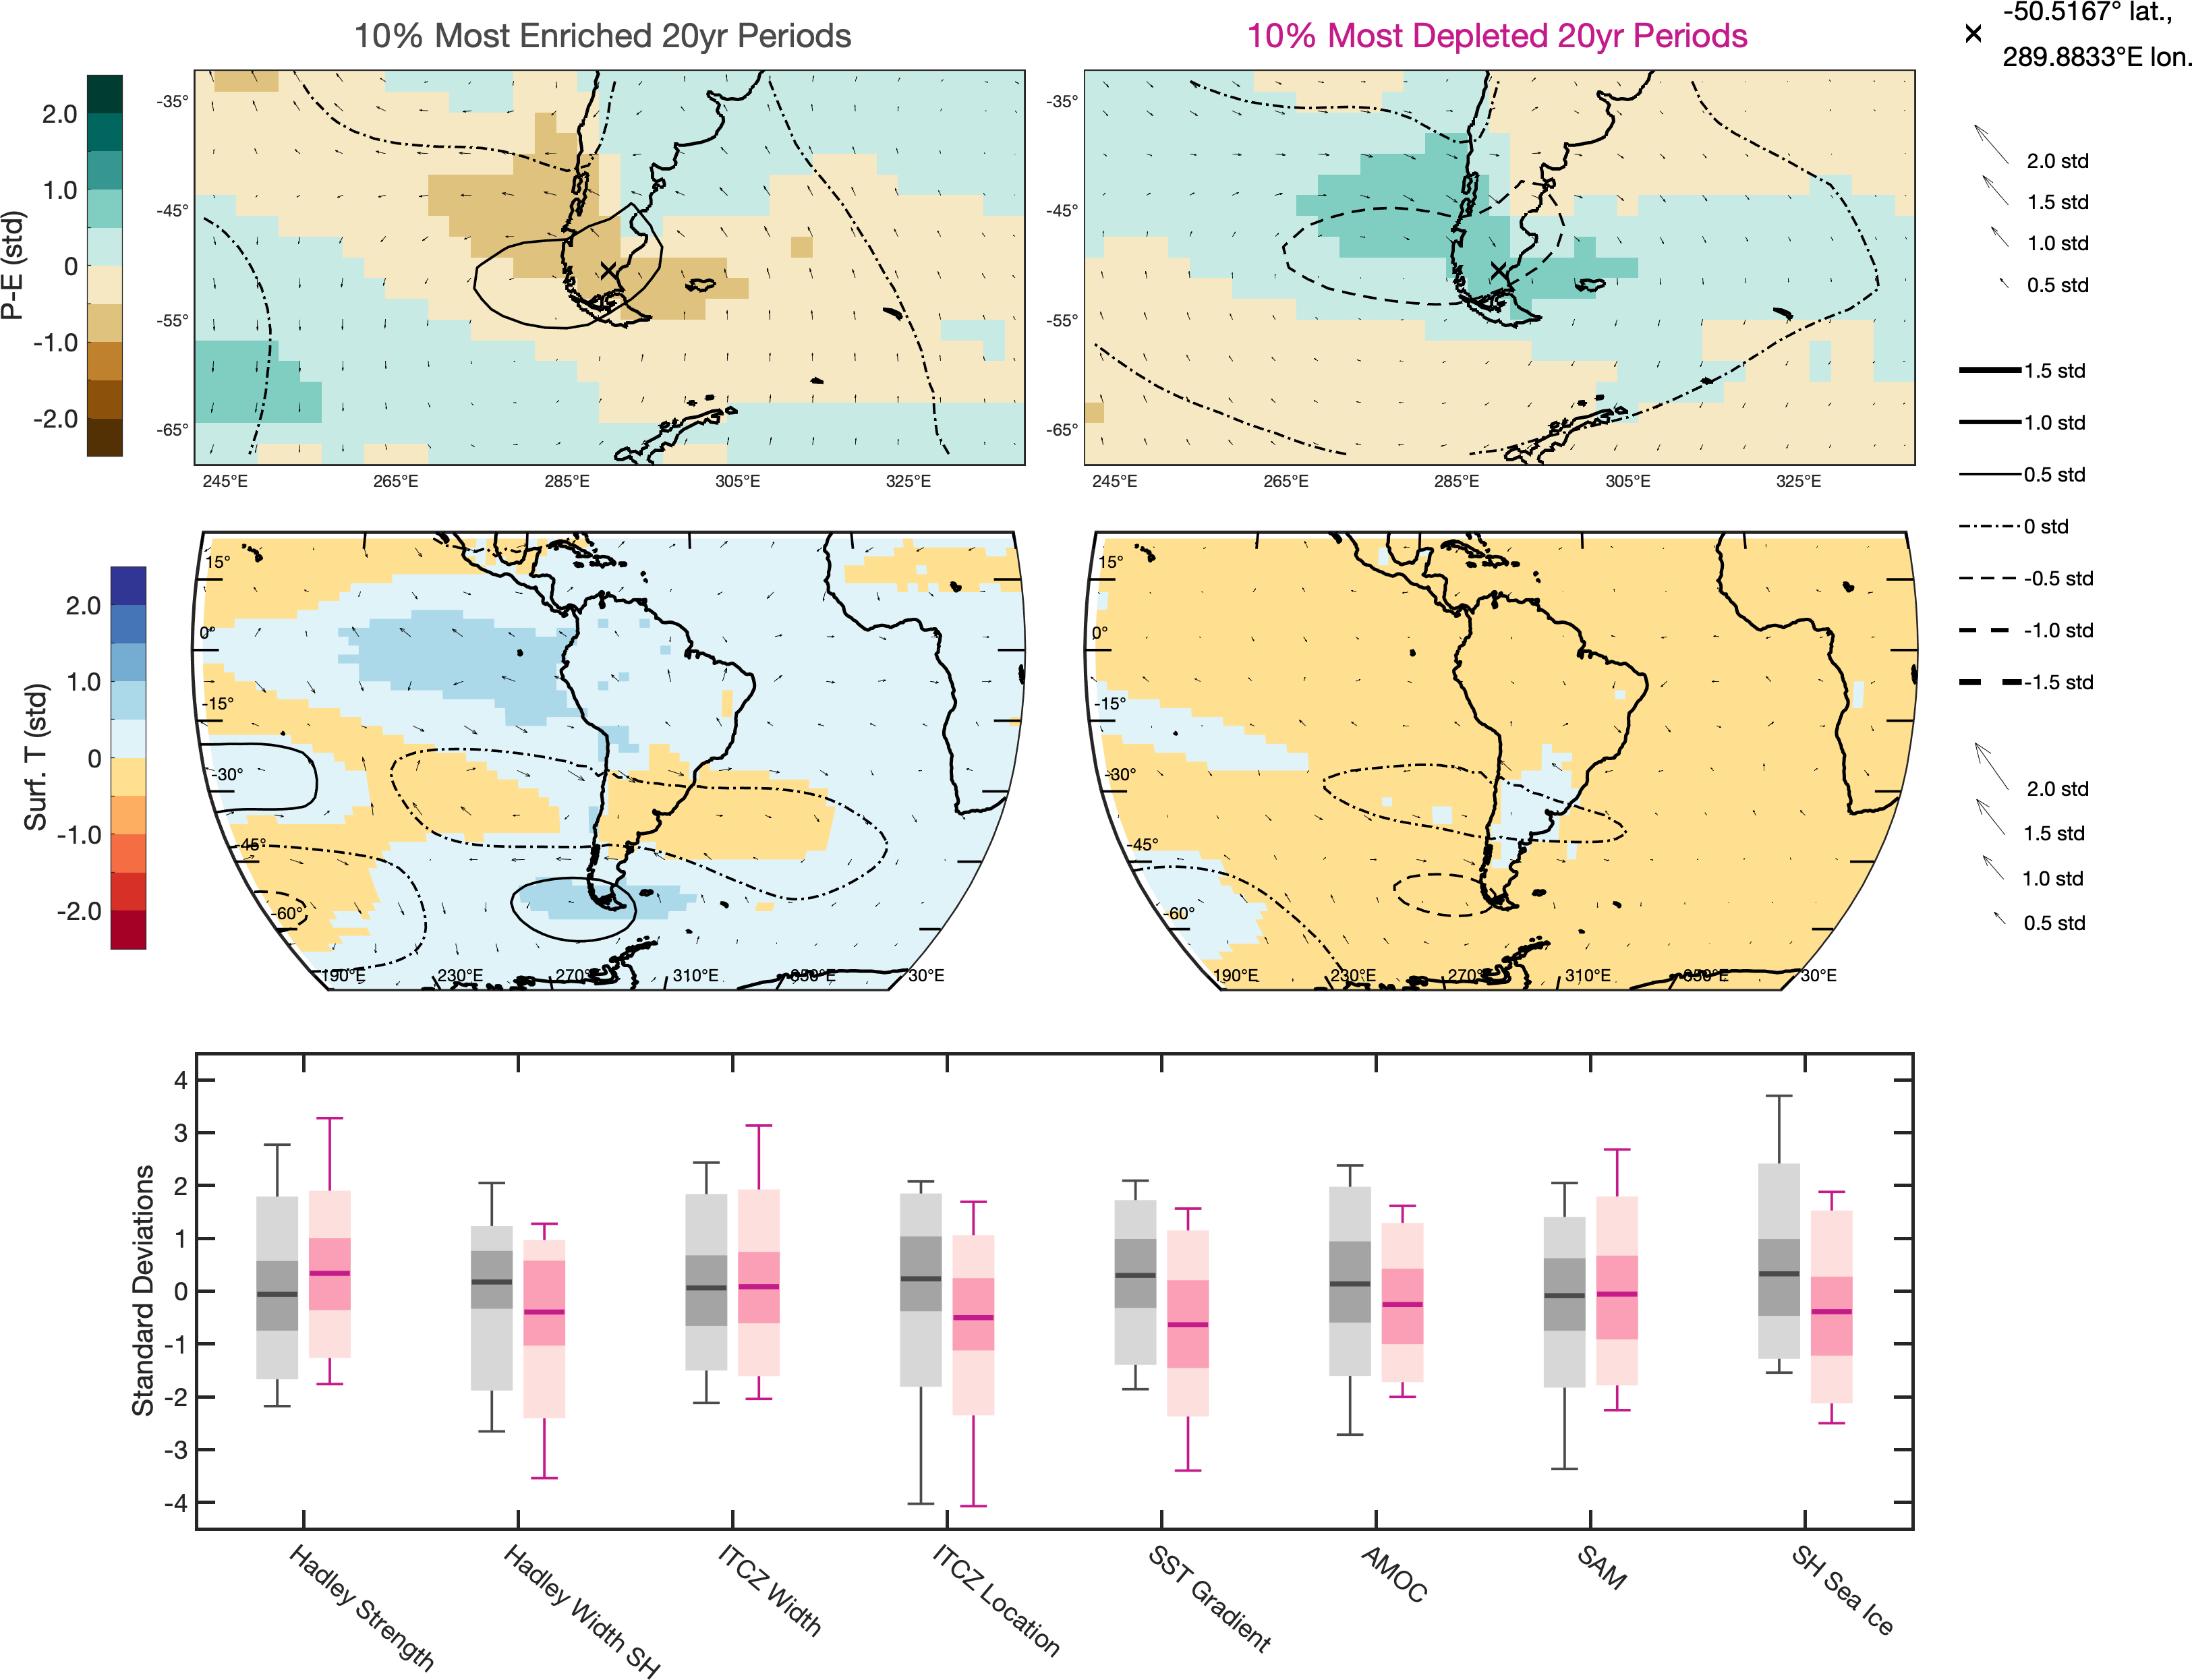 10% Most Enriched 20yr Periods
10% Most Depleted 20yr Periods
-50.5167° lat.,
289.8833°E lon.
P-E (std)
2.0
1.0
0
-1.0
-2.0
-35°
-45°
-55°
-65°
245°E
265°E
285°E
305°E
325°E
-35°
-45°
-55°
-65°
245°E
265°E
285°E
305°E
325°E
2.0 std
1.5 std
1.0 std
0.5 std
1.5 std
1.0 std
0.5 std
0 std
-0.5 std
-1.0 std
-1.5 std
Surf. T (std)
2.0
1.0
0
-1.0
-2.0
15°
0°
-15°
-30°
-45°
-60°
190°E
230°E
270°E
310°E
350°E
30°E
15°
0°
-15°
-30°
-45°
-60°
190°E
230°E
270°E
310°E
350°E
30°E
2.0 std
1.5 std
1.0 std
0.5 std
Standard Deviations
4
3
2
1
0
-1
-2
-3
-4
Hadley Strength
Hadley Width SH
ITCZ Width
ITCZ Location
SST Gradient
AMOC
SAM
SH Sea Ice